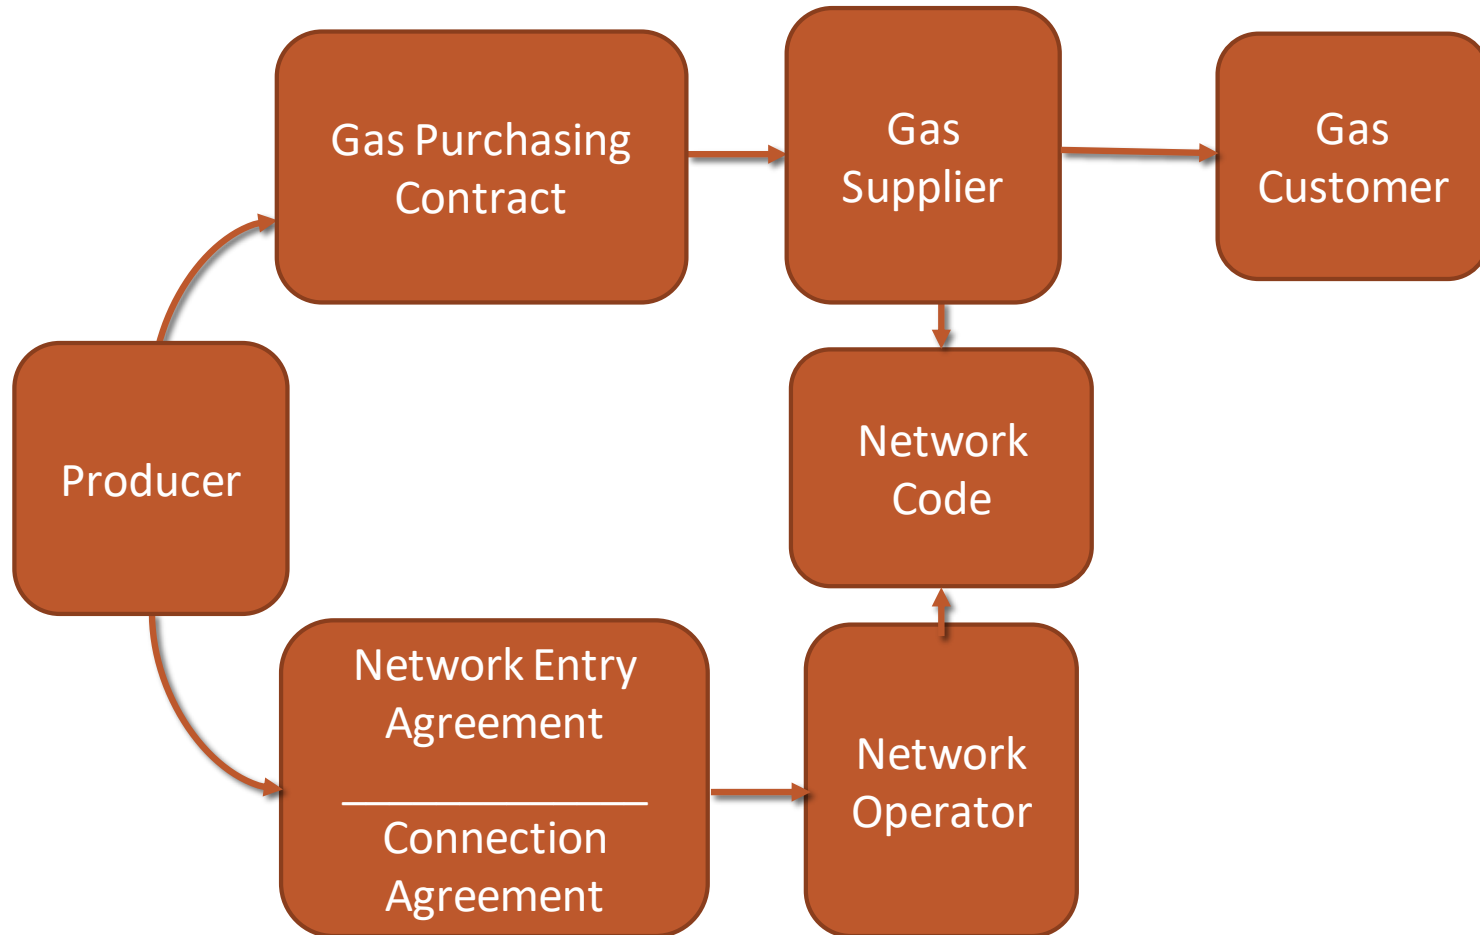 Gas Purchasing
Contract
Gas
Supplier
Gas
Customer
Producer
Network
Code
Network Entry
Agreement
Connection
Agreement
Network
Operator